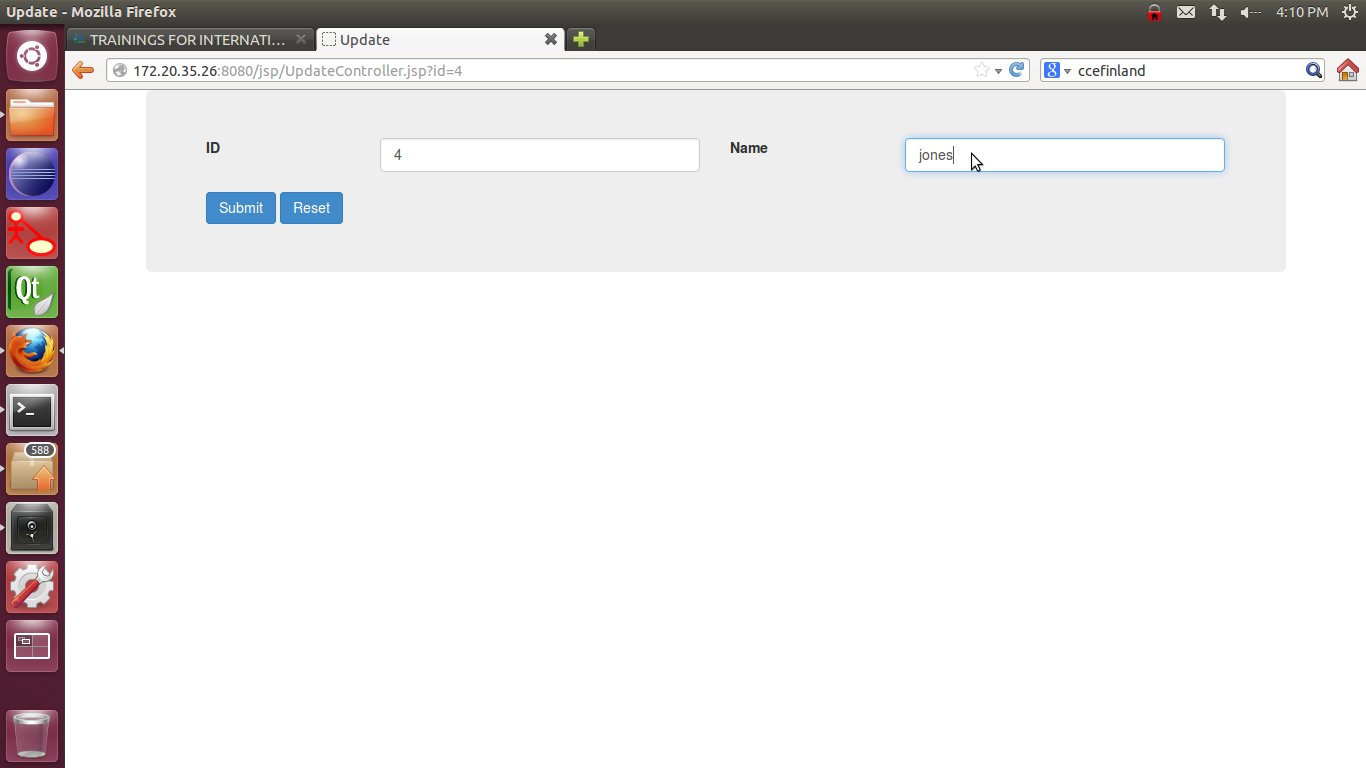 Update - Mozilla Firefox
4:10 PM
TRAININGS FOR INTERNATI...
Update
172.20.35.26:8080/jsp/UpdateController.jsp?id=4
8
ccefinland
ID
4
Name
jones
Submit
Reset
Qt
>_
588